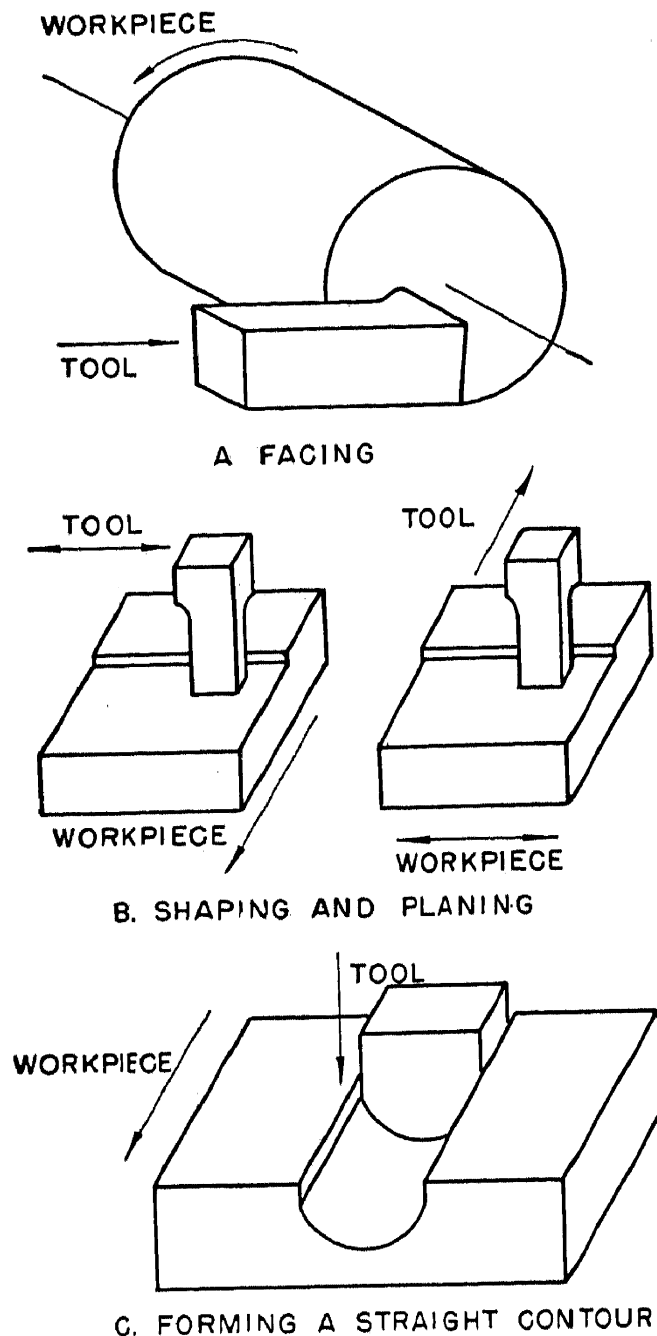 WORKPIECE
TOOL
A FACING
TOOL
TOOL
WORKPIECE
WORKPIECE
B. SHAPING AND PLANING
TOOL
WORKPIECE
C. FORMING A STRAIGHT CONTOUR